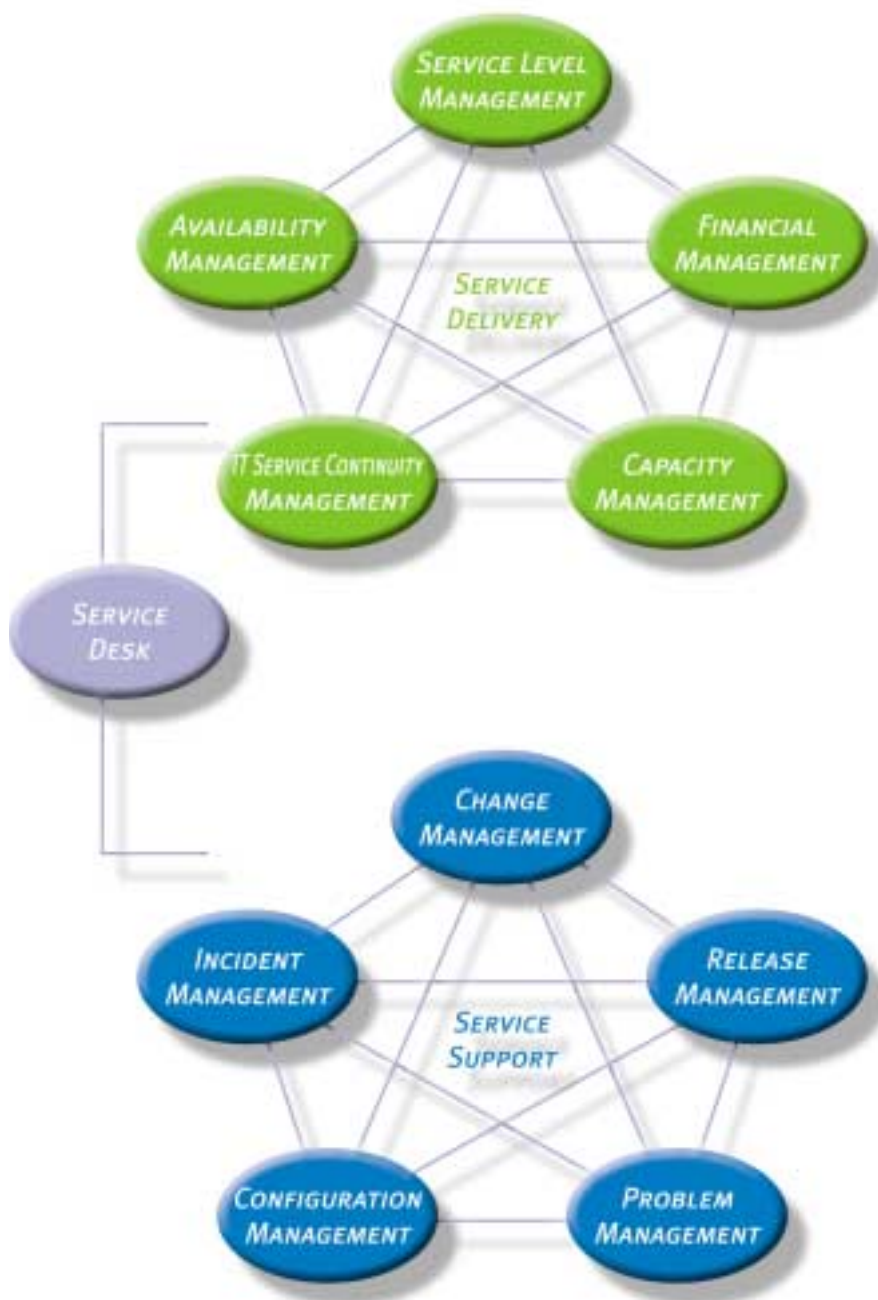 SERVICE LEVEL
MANAGEMENT
AVAILABILITY
MANAGEMENT
FINANCIAL
MANAGEMENT
SERVICE
DELIVERY
IT SERVICE CONTINUITY
MANAGEMENT
CAPACITY
MANAGEMENT
SERVICE
DESK
CHANGE
MANAGEMENT
INCIDENT
MANAGEMENT
RELEASE
MANAGEMENT
SERVICE
SUPPORT
CONFIGURATION
MANAGEMENT
PROBLEM
MANAGEMENT